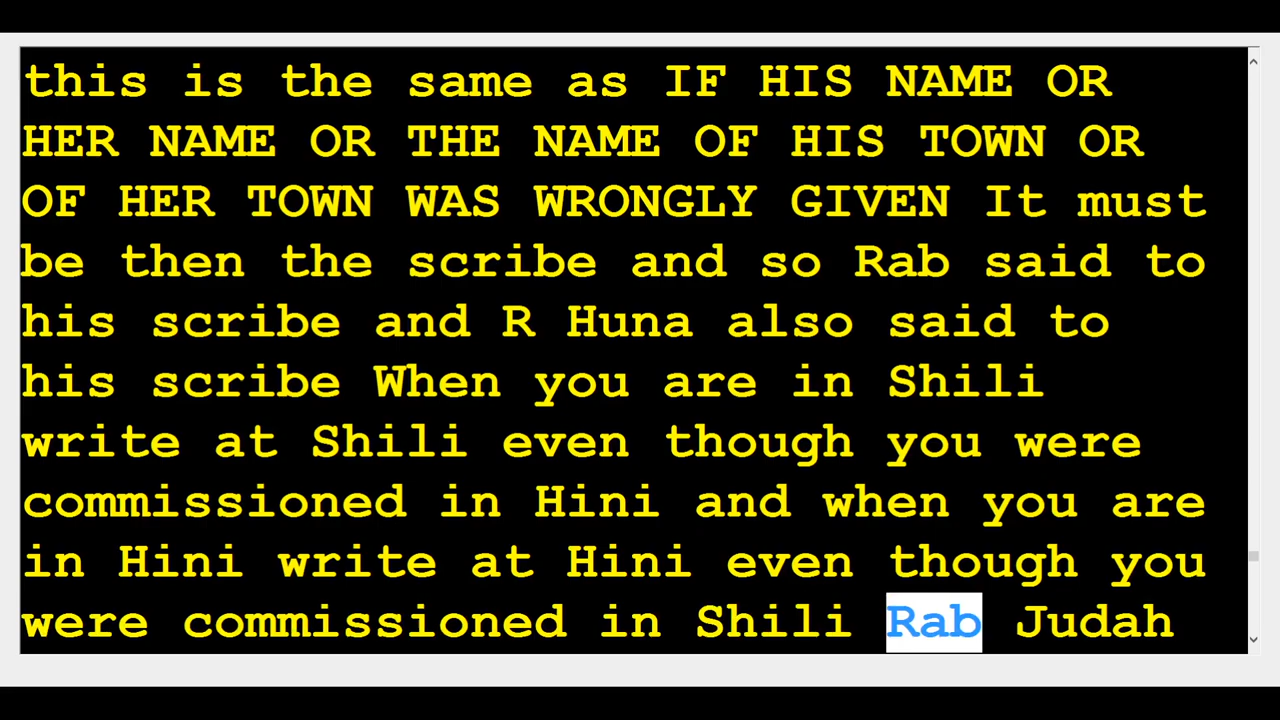 this is the same as IF HIS NAME OR
HER NAME OR THE NAME OF HIS TOWN OR
OF HER TOWN WAS WRONGLY GIVEN It must
be then the scribe and so Rab said to
his scribe and R Huna also said to
his scribe When you are in Shili
write at Shili even though you were
commissioned in Hini and when you are
in Hini write at Hini even though you
were commissioned in Shili Rab Judah